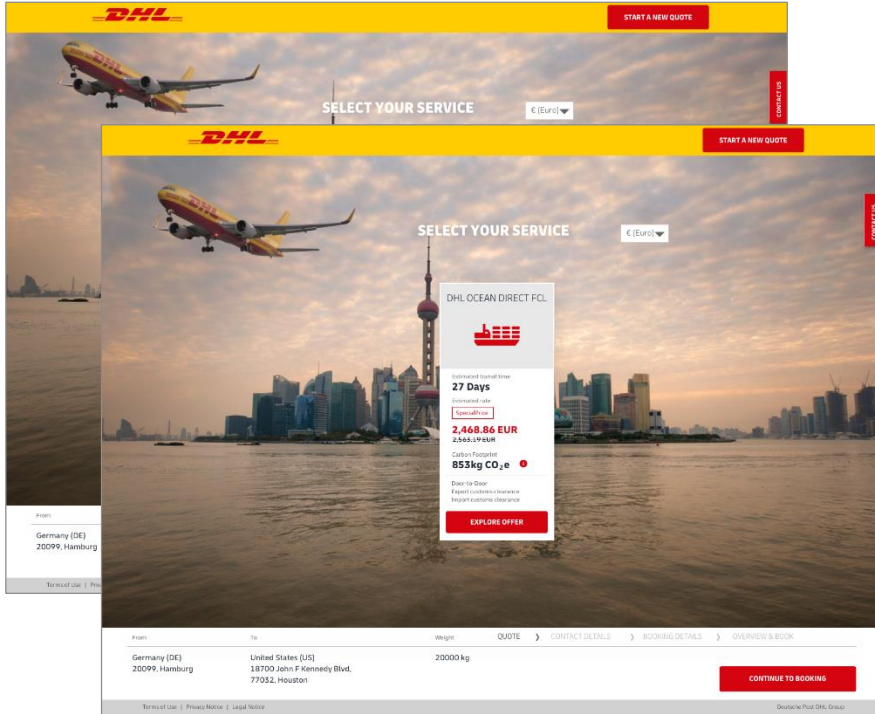 DHL
START A NEW QUOTE
DHL
SELECT YOUR SERVICE
€ (Euro)
CONTACT US
From
Germany (DE)
20099, Hamburg
Terms of Use |
DHL
START A NEW QUOTE
DHL
SELECT YOUR SERVICE
€ (Euro)
CONTACT US
DHL OCEAN DIRECT FCL
Estimated transit time
27 Days
Estimated rate
SpecialPrice
2,468.86 EUR
2,563.19 EUR
Carbon Footprint
853kg CO₂e
Door-to-Door
Export customs clearance
Import customs clearance
EXPLORE OFFER
From To Weight QUOTE CONTACT DETAILS BOOKING DETAILS OVERVIEW & BOOK
Germany (DE) United States (US) 20000 kg
20099, Hamburg 18700 John F Kennedy Blvd.
77032, Houston
CONTINUE TO BOOKING
Terms of Use | Privacy Notice | Legal Notice Deutsche Post DHL Group